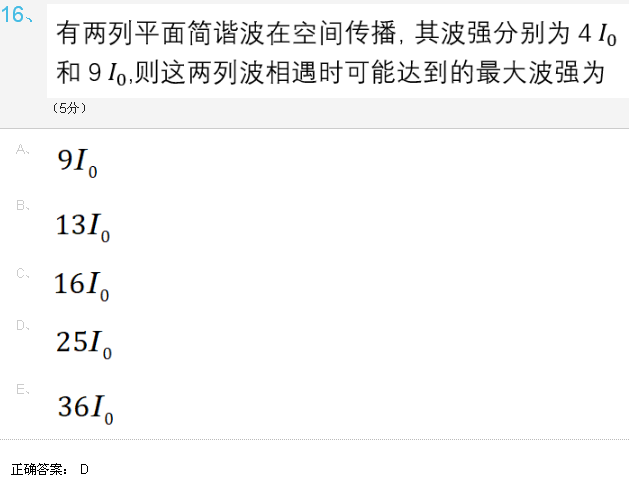 16、
有两列平面简谐波在空间传播, 其波强分别为 4 I₀
和 9 I₀,则这两列波相遇时可能达到的最大波强为
（5分）
A、 9I₀
B、 13I₀
C、 16I₀
D、 25I₀
E、 36I₀
正确答案： D